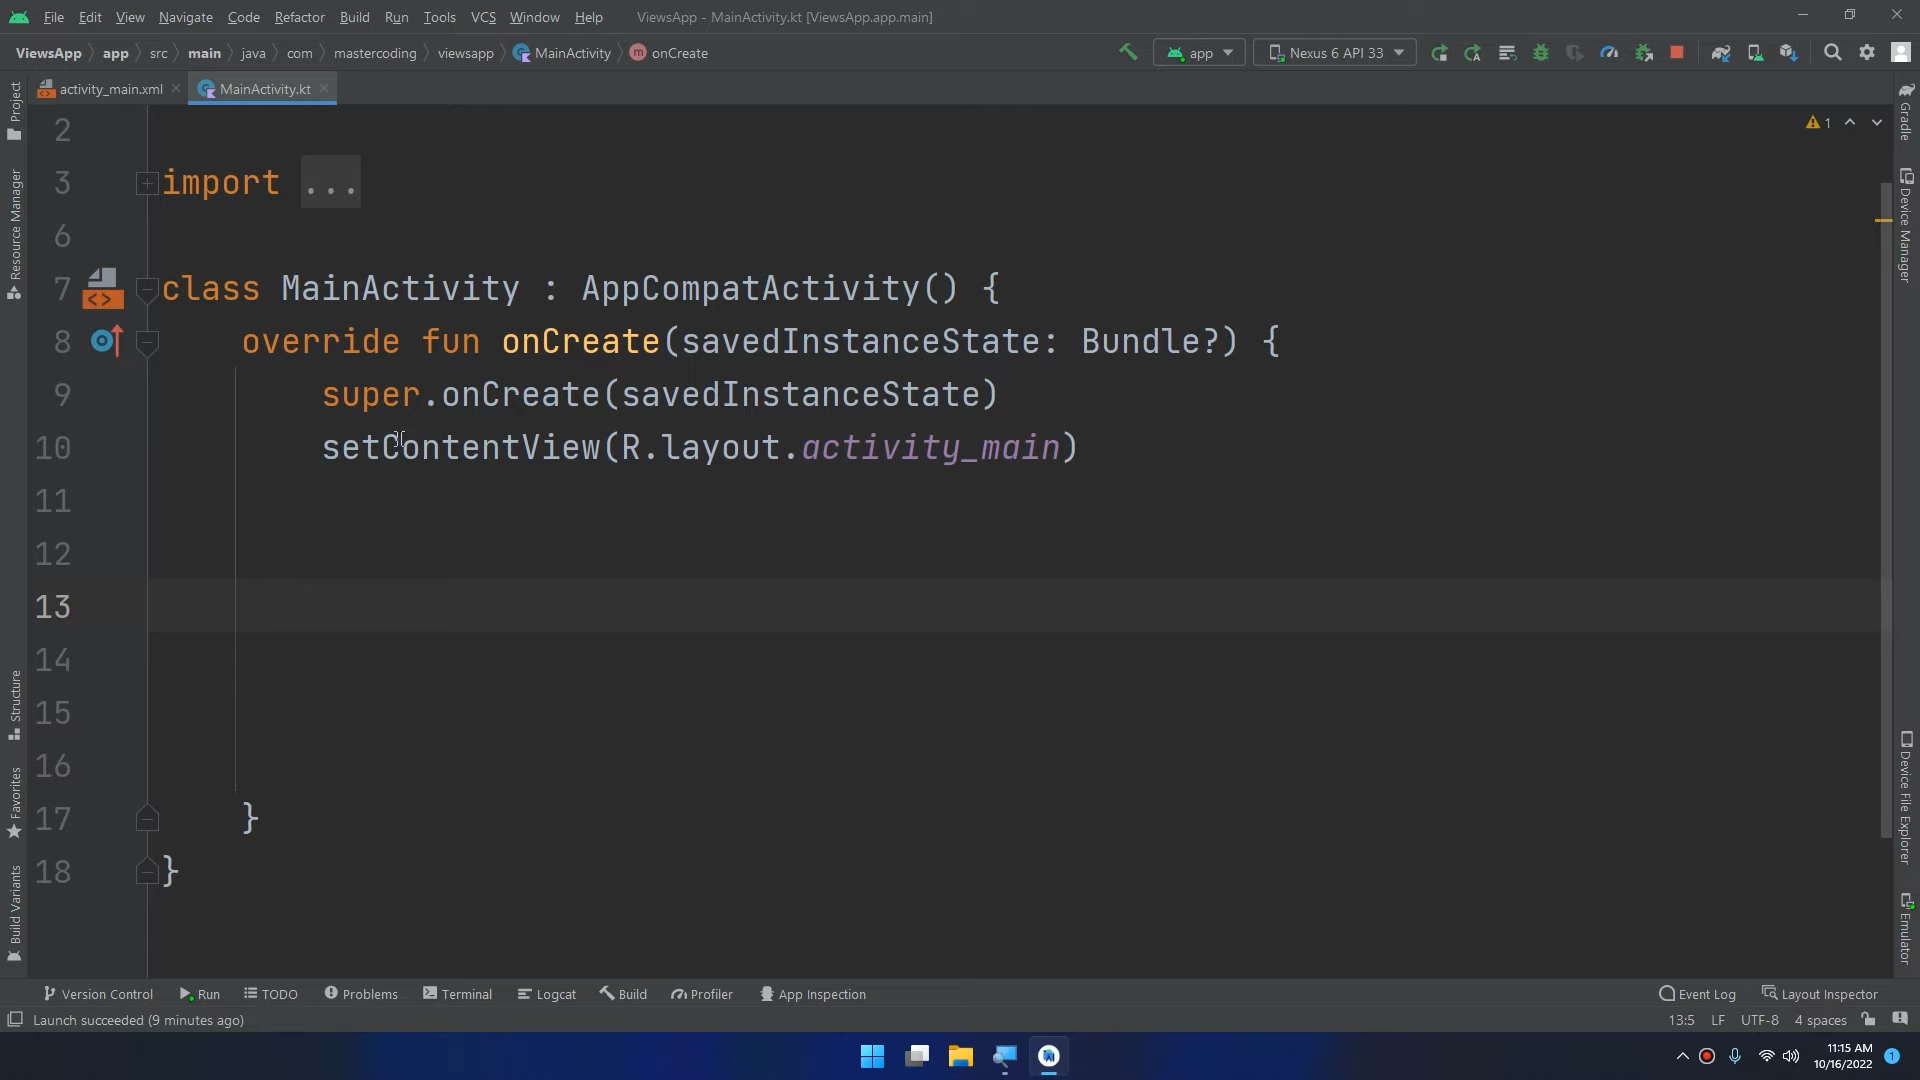 File Edit View Navigate Code Refactor Build Run Tools VCS Window Help ViewsApp - MainActivity.kt [ViewsApp.app.main]
ViewsApp app src main java com mastercoding viewsapp MainActivity m onCreate app Nexus 6 API 33
activity_main.xml MainActivity.kt
Project
Resource Manager
Structure
Favorites
Build Variants
1
2
3 import ...
6
7 class MainActivity : AppCompatActivity() {
8 override fun onCreate(savedInstanceState: Bundle?) {
9 super.onCreate(savedInstanceState)
10 setContentView(R.layout.activity_main)
11
12
13
14
15
16
17 }
18 }
Gradle
Device Manager
Device File Explorer
Emulator
Version Control Run TODO Problems Terminal Logcat Build Profiler App Inspection Event Log Layout Inspector
Launch succeeded (9 minutes ago) 13:5 LF UTF-8 4 spaces
11:15 AM
10/16/2022 1